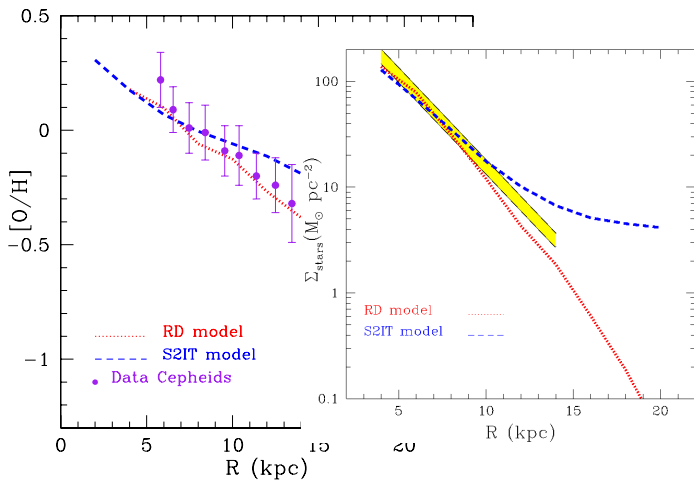 0.5
0
−0.5
−1
[O/H]
RD model
S2IT model
Data Cepheids
0 5 10 15 20
R (kpc)
100
10
1
0.1
Σstars(M⊙ pc−2)
RD model
S2IT model
5 10 15 20
R (kpc)